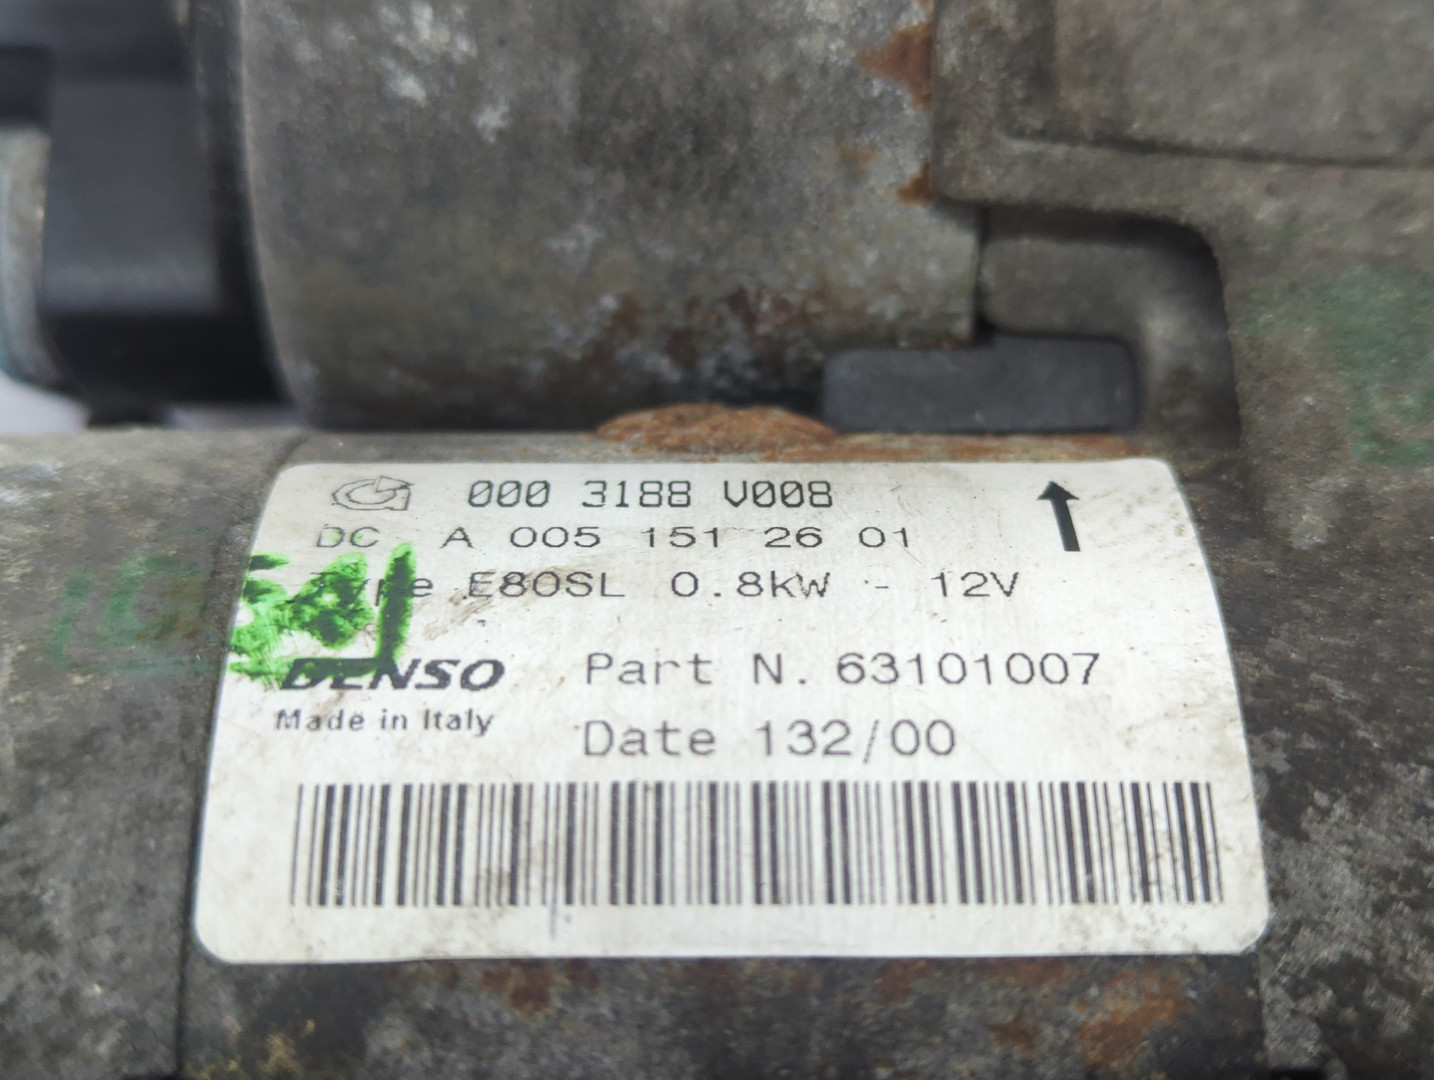 000 3188 V008
DC A 005 151 26 01
Type E80SL 0.8kW - 12V
DENSO Part N. 63101007
Made in Italy
Date 132/00